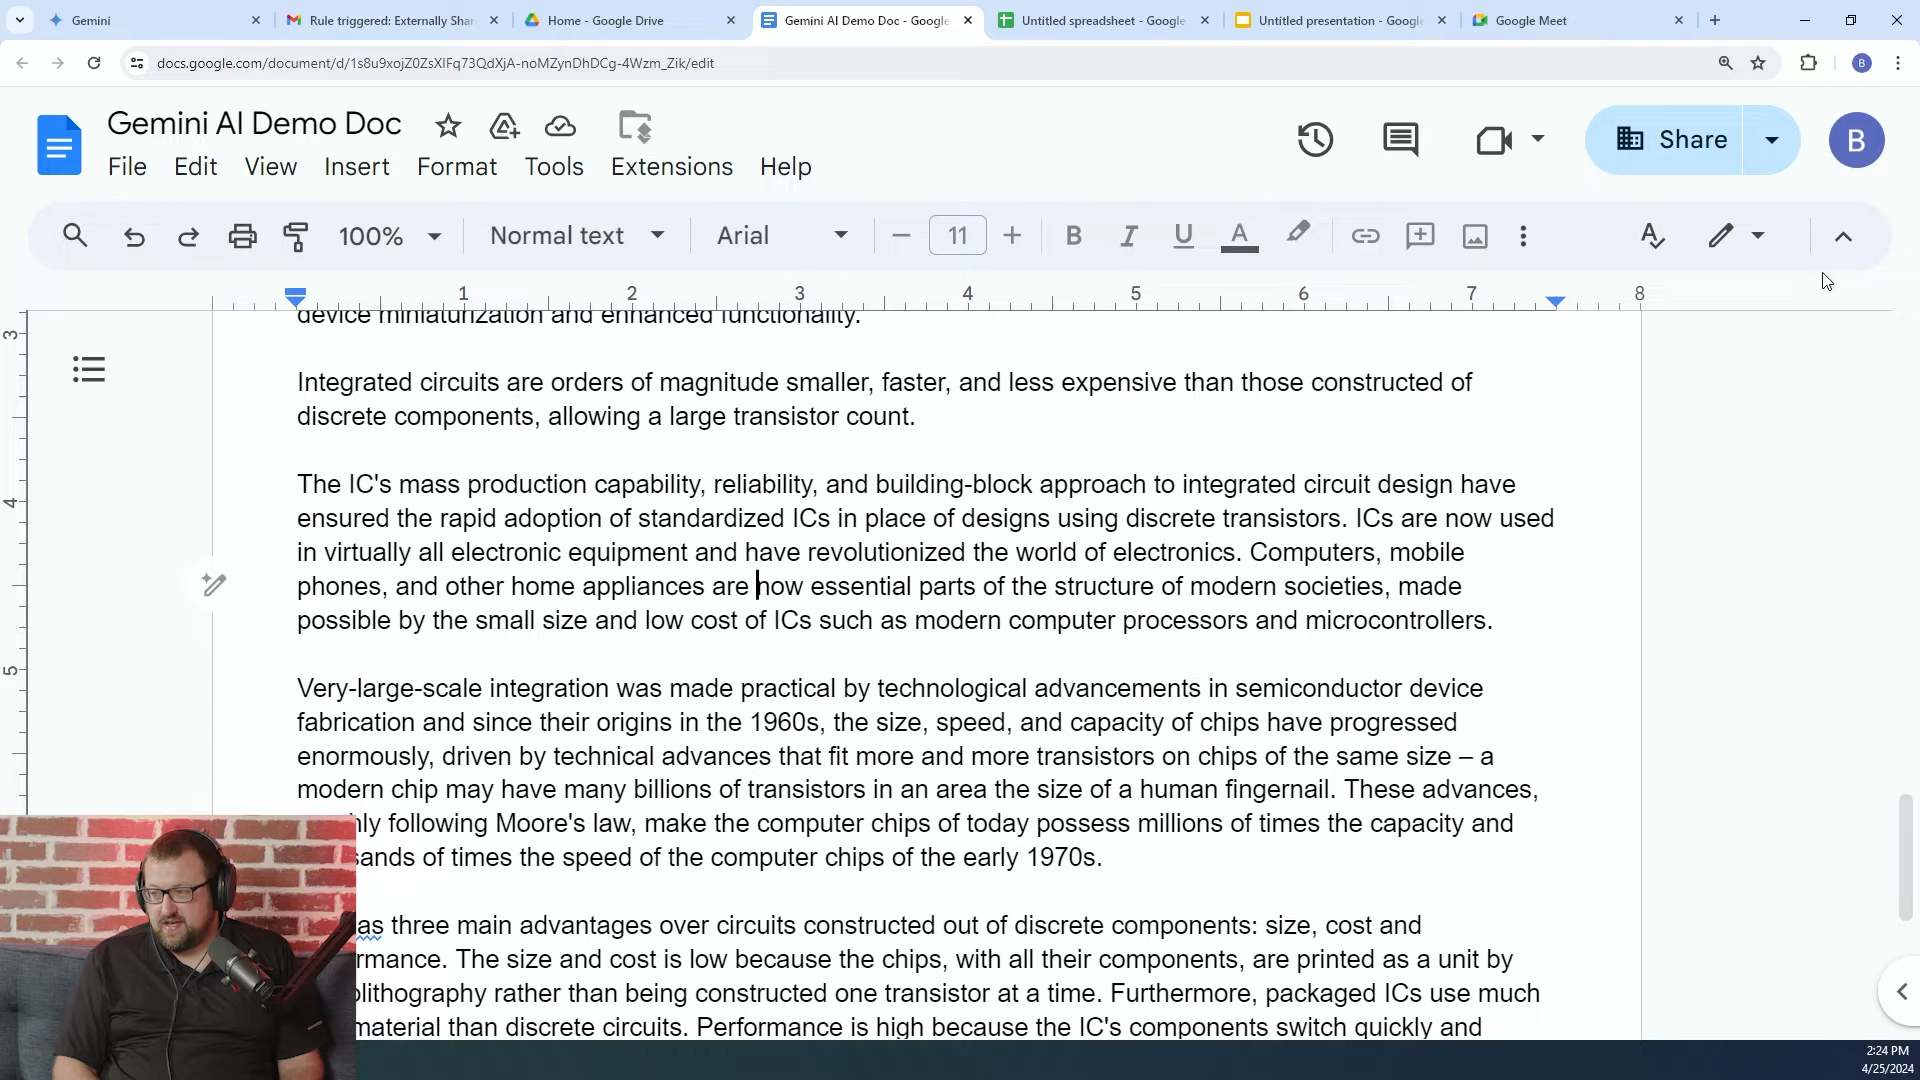 Gemini
Rule triggered: Externally Shar
Home - Google Drive
Gemini AI Demo Doc - Google
Untitled spreadsheet - Google
Untitled presentation - Google
Google Meet
docs.google.com/document/d/1s8u9xojZ0ZsXlFq73QdXjA-noMZynDhDCg-4Wzm_Zik/edit
B
Gemini AI Demo Doc
Share
B
File Edit View Insert Format Tools Extensions Help
100% Normal text Arial 11 B I U A
1 2 3 4 5 6 7 8
3
4
5
device miniaturization and enhanced functionality.
Integrated circuits are orders of magnitude smaller, faster, and less expensive than those constructed of
discrete components, allowing a large transistor count.
The IC's mass production capability, reliability, and building-block approach to integrated circuit design have
ensured the rapid adoption of standardized ICs in place of designs using discrete transistors. ICs are now used
in virtually all electronic equipment and have revolutionized the world of electronics. Computers, mobile
phones, and other home appliances are now essential parts of the structure of modern societies, made
possible by the small size and low cost of ICs such as modern computer processors and microcontrollers.
Very-large-scale integration was made practical by technological advancements in semiconductor device
fabrication and since their origins in the 1960s, the size, speed, and capacity of chips have progressed
enormously, driven by technical advances that fit more and more transistors on chips of the same size – a
modern chip may have many billions of transistors in an area the size of a human fingernail. These advances,
hly following Moore's law, make the computer chips of today possess millions of times the capacity and
sands of times the speed of the computer chips of the early 1970s.
as three main advantages over circuits constructed out of discrete components: size, cost and
rmance. The size and cost is low because the chips, with all their components, are printed as a unit by
olithography rather than being constructed one transistor at a time. Furthermore, packaged ICs use much
material than discrete circuits. Performance is high because the IC's components switch quickly and
2:24 PM
4/25/2024